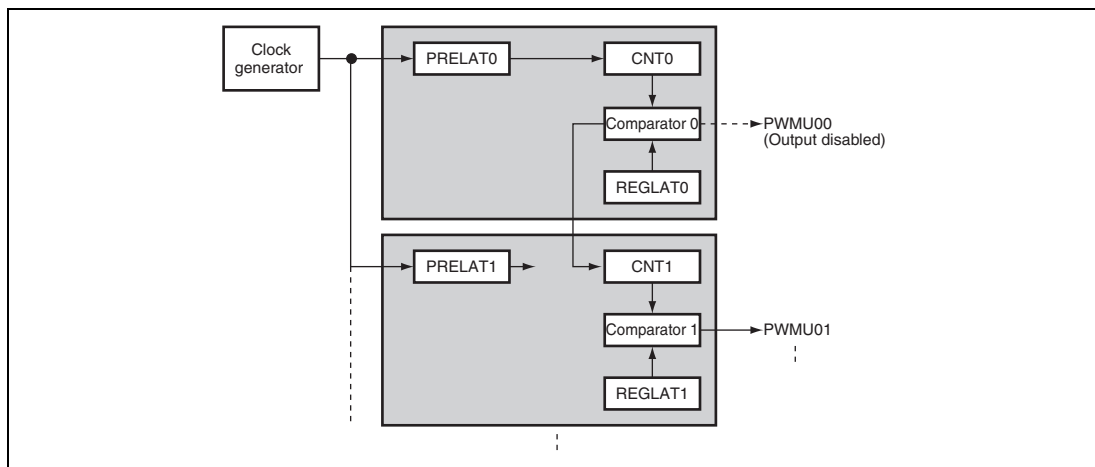 Clock
generator
PRELAT0
CNT0
Comparator 0
PWMU00
(Output disabled)
REGLAT0
PRELAT1
CNT1
Comparator 1
PWMU01
REGLAT1